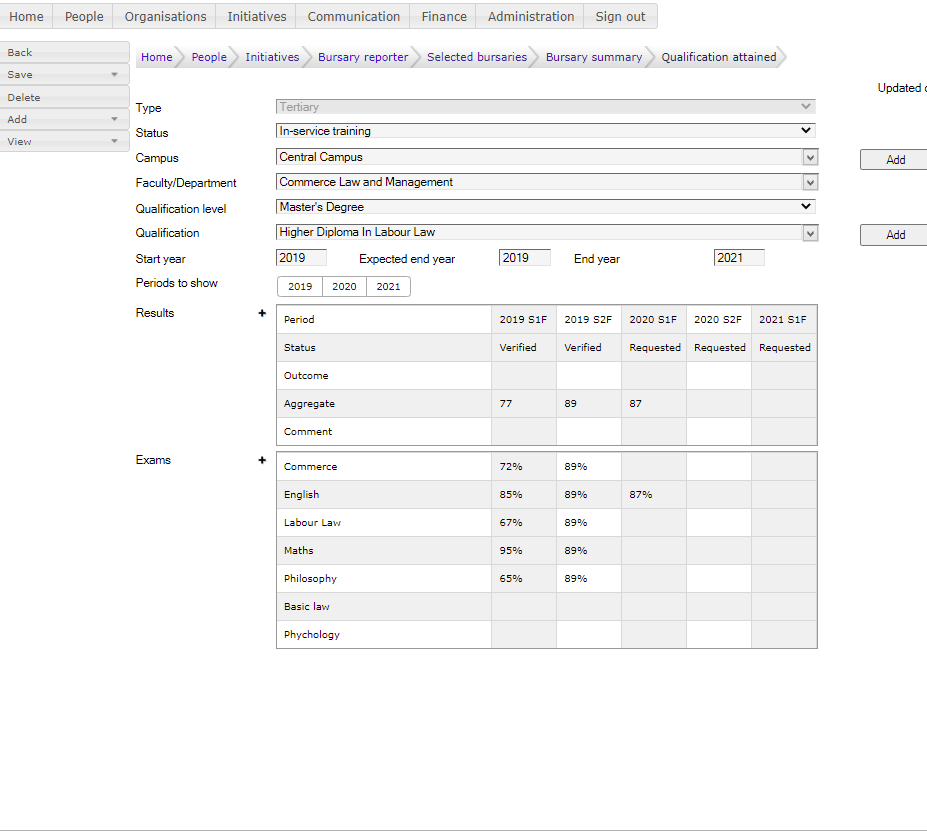 Home People Organisations Initiatives Communication Finance Administration Sign out
Back
Save
Delete
Add
View
Home People Initiatives Bursary reporter Selected bursaries Bursary summary Qualification attained
Updated
Type Tertiary
Status In-service training
Campus Central Campus Add
Faculty/Department Commerce Law and Management
Qualification level Master's Degree
Qualification Higher Diploma In Labour Law Add
Start year 2019 Expected end year 2019 End year 2021
Periods to show 2019 2020 2021
Results + Period 2019 S1F 2019 S2F 2020 S1F 2020 S2F 2021 S1F
Status Verified Verified Requested Requested Requested
Outcome
Aggregate 77 89 87
Comment
Exams + Commerce 72% 89%
English 85% 89% 87%
Labour Law 67% 89%
Maths 95% 89%
Philosophy 65% 89%
Basic law
Phychology